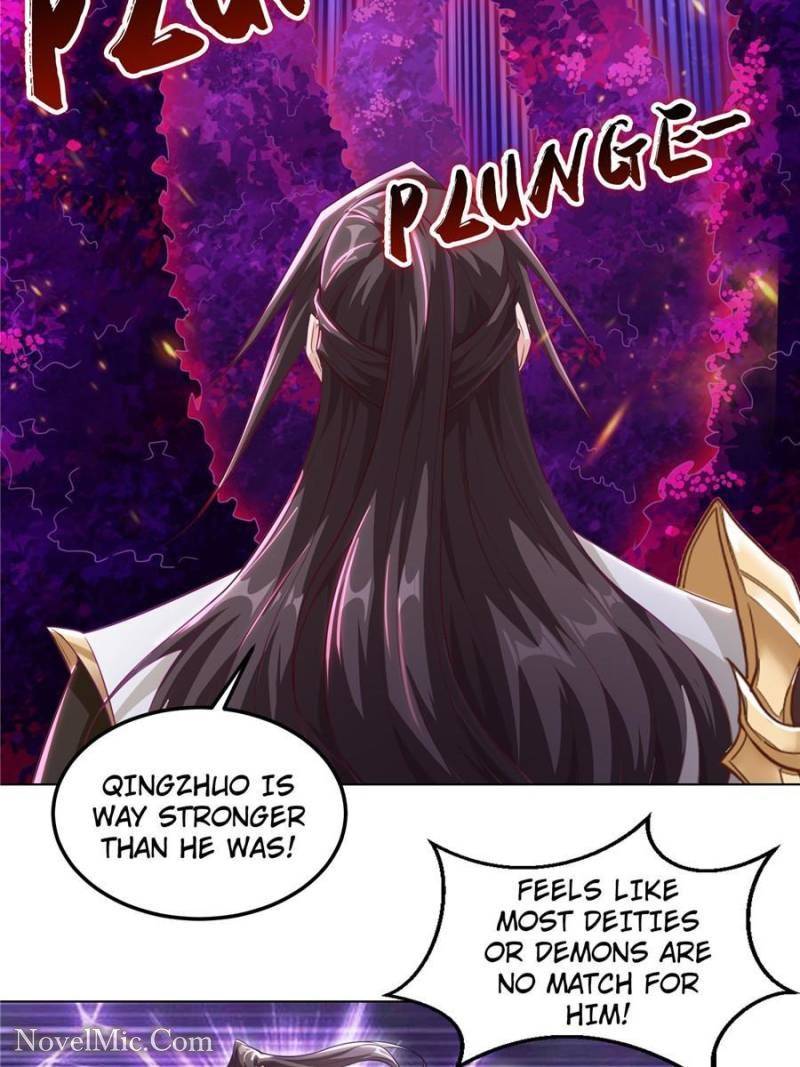 PLUNGE-
QINGZHUO IS
WAY STRONGER
THAN HE WAS!
FEELS LIKE
MOST DEITIES
OR DEMONS ARE
NO MATCH FOR
HIM!
NovelMic.Com